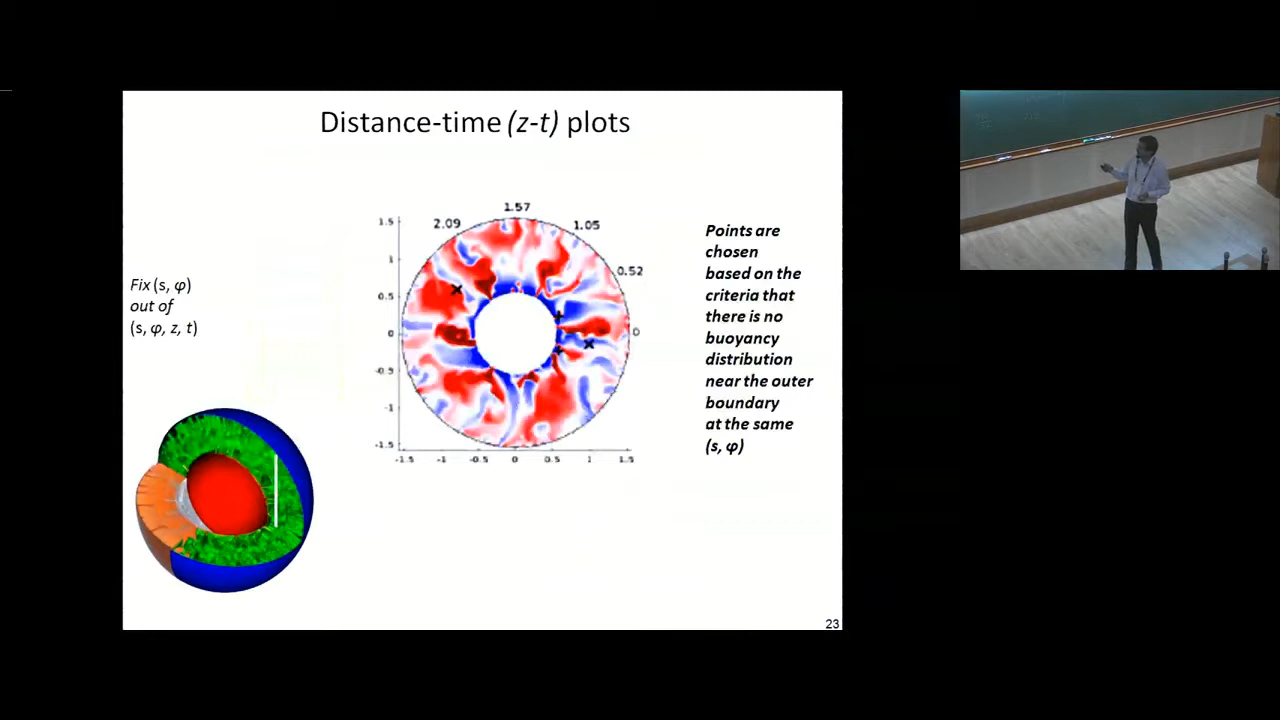 Distance-time (z-t) plots
Fix (s, φ)
out of
(s, φ, z, t)
1.57
2.09
1.05
0.52
0
1.5
1
0.5
0
-0.5
-1
-1.5
-1.5
-1
-0.5
0
0.5
1
1.5
Points are
chosen
based on the
criteria that
there is no
buoyancy
distribution
near the outer
boundary
at the same
(s, φ)
23